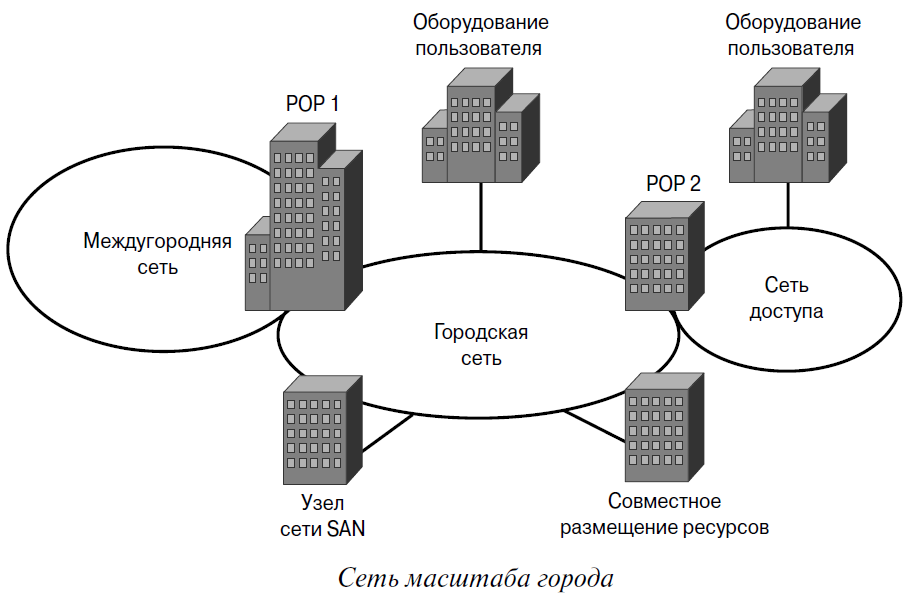 Оборудование
пользователя
Оборудование
пользователя
POP 1
POP 2
Междугородняя
сеть
Сеть
доступа
Городская
сеть
Узел
сети SAN
Совместное
размещение ресурсов
Сеть масштаба города